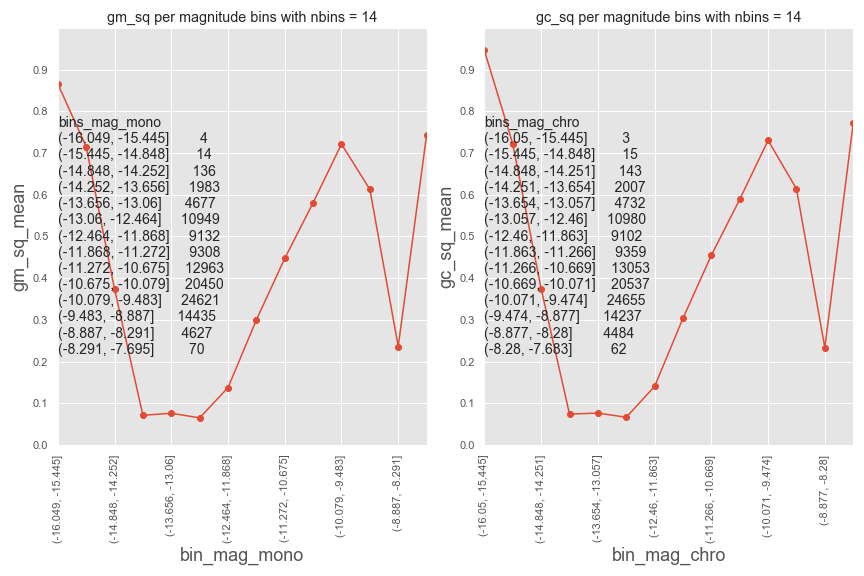 gm_sq per magnitude bins with nbins = 14
0.9
0.8
0.7
0.6
0.5
0.4
0.3
0.2
0.1
0.0
gm_sq_mean
bins_mag_mono
(-16.049, -15.445] 4
(-15.445, -14.848] 14
(-14.848, -14.252] 136
(-14.252, -13.656] 1983
(-13.656, -13.06] 4677
(-13.06, -12.464] 10949
(-12.464, -11.868] 9132
(-11.868, -11.272] 9308
(-11.272, -10.675] 12963
(-10.675, -10.079] 20450
(-10.079, -9.483] 24621
(-9.483, -8.887] 14435
(-8.887, -8.291] 4627
(-8.291, -7.695] 70
(-16.049, -15.445]
(-14.848, -14.252]
(-13.656, -13.06]
(-12.464, -11.868]
(-11.272, -10.675]
(-10.079, -9.483]
(-8.887, -8.291]
bin_mag_mono
gc_sq per magnitude bins with nbins = 14
0.9
0.8
0.7
0.6
0.5
0.4
0.3
0.2
0.1
0.0
gc_sq_mean
bins_mag_chro
(-16.05, -15.445] 3
(-15.445, -14.848] 15
(-14.848, -14.251] 143
(-14.251, -13.654] 2007
(-13.654, -13.057] 4732
(-13.057, -12.46] 10980
(-12.46, -11.863] 9102
(-11.863, -11.266] 9359
(-11.266, -10.669] 13053
(-10.669, -10.071] 20537
(-10.071, -9.474] 24655
(-9.474, -8.877] 14237
(-8.877, -8.28] 4484
(-8.28, -7.683] 62
(-16.05, -15.445]
(-14.848, -14.251]
(-13.654, -13.057]
(-12.46, -11.863]
(-11.266, -10.669]
(-10.071, -9.474]
(-8.877, -8.28]
bin_mag_chro